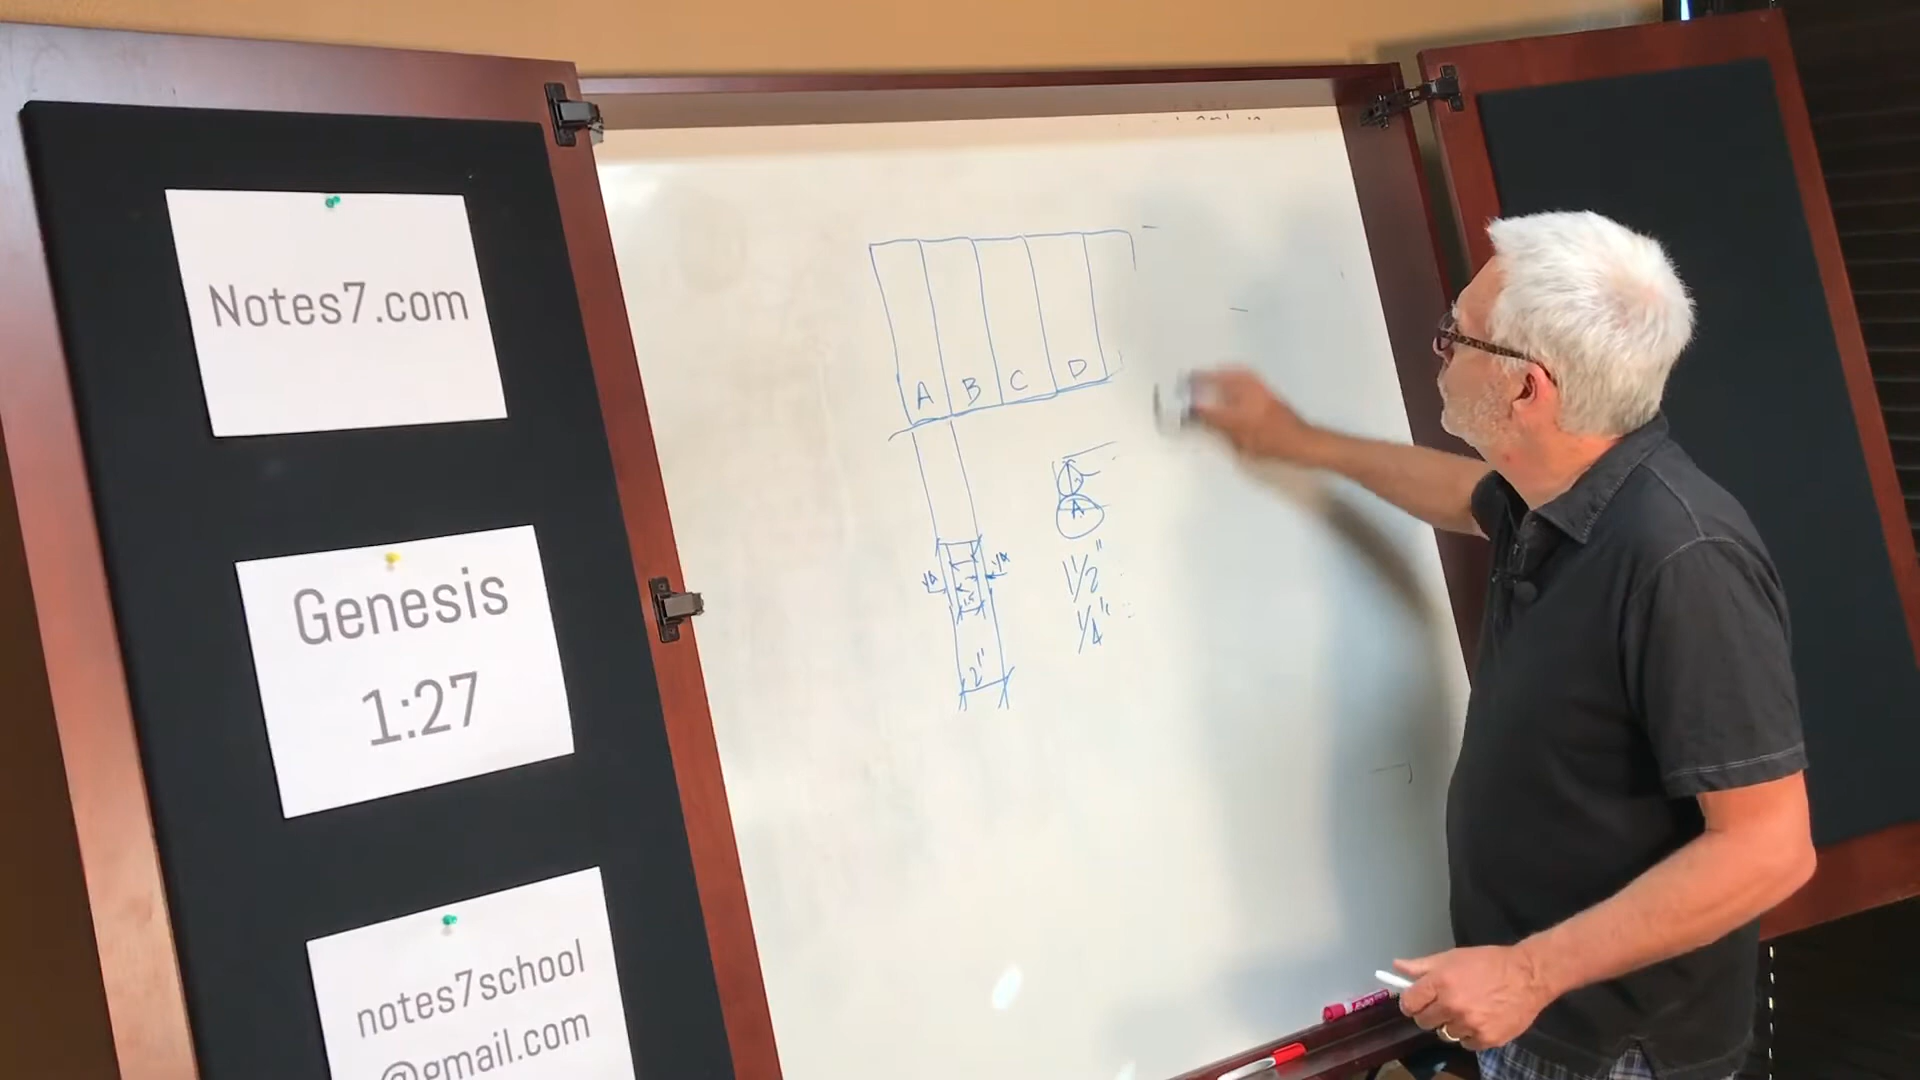 Notes7.com
Genesis
1:27
notes7school
@gmail.com
A B C D
A
1/2"
1/4"
2"